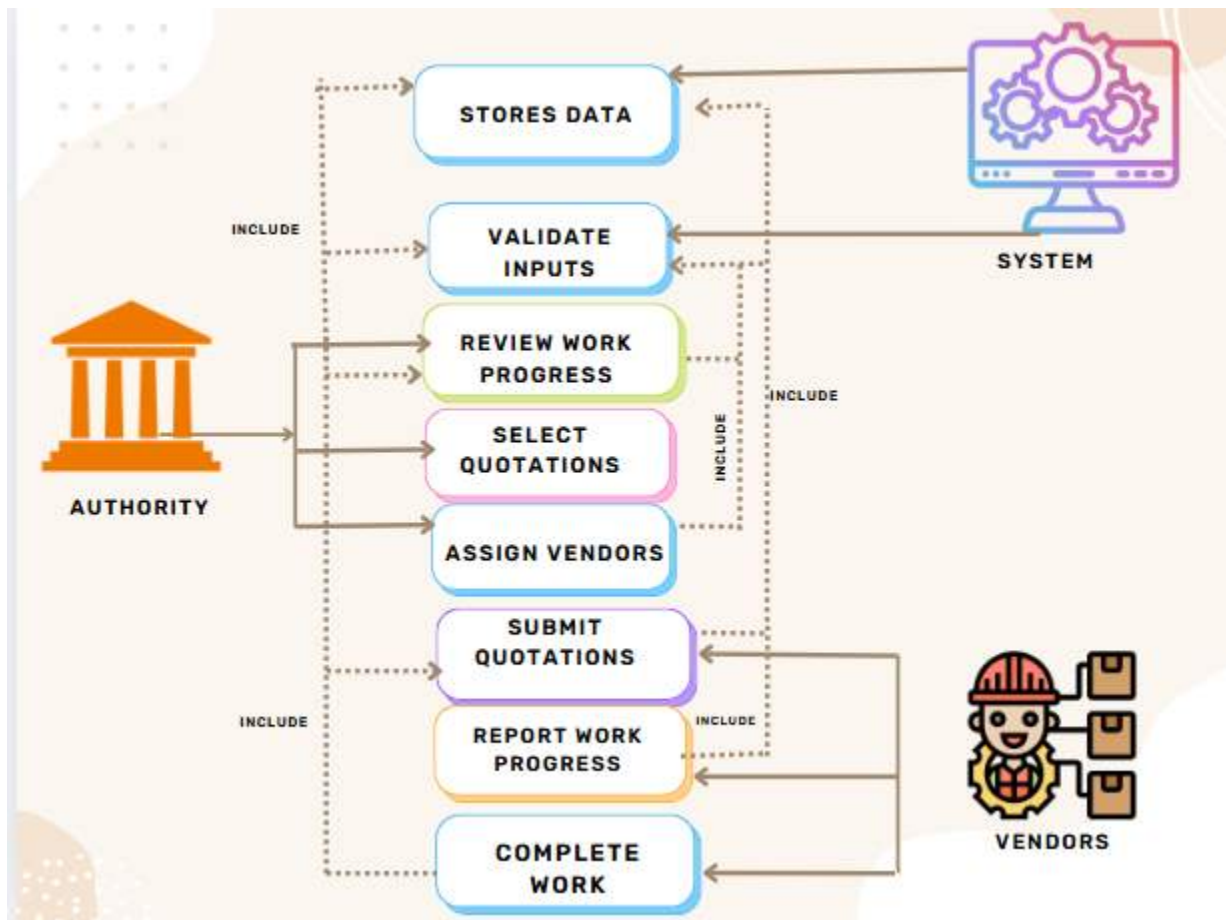 STORES DATA
INCLUDE
VALIDATE
INPUTS
SYSTEM
REVIEW WORK
PROGRESS
INCLUDE
SELECT
QUOTATIONS
INCLUDE
AUTHORITY
ASSIGN VENDORS
SUBMIT
QUOTATIONS
INCLUDE
INCLUDE
REPORT WORK
PROGRESS
VENDORS
COMPLETE
WORK